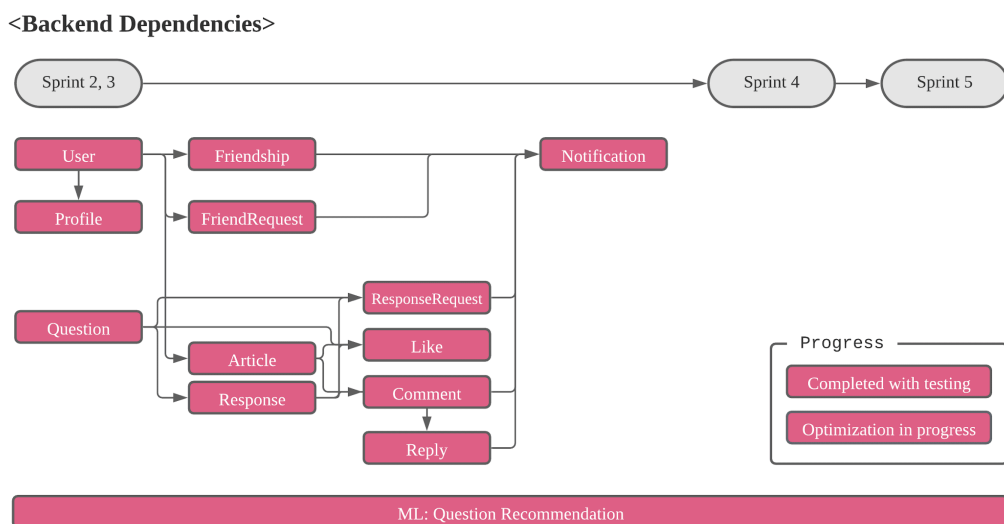 <Backend Dependencies>
Sprint 2, 3
Sprint 4
Sprint 5
User
Friendship
Notification
Profile
FriendRequest
ResponseRequest
Question
Like
Article
Comment
Response
Reply
Progress
Completed with testing
Optimization in progress
ML: Question Recommendation